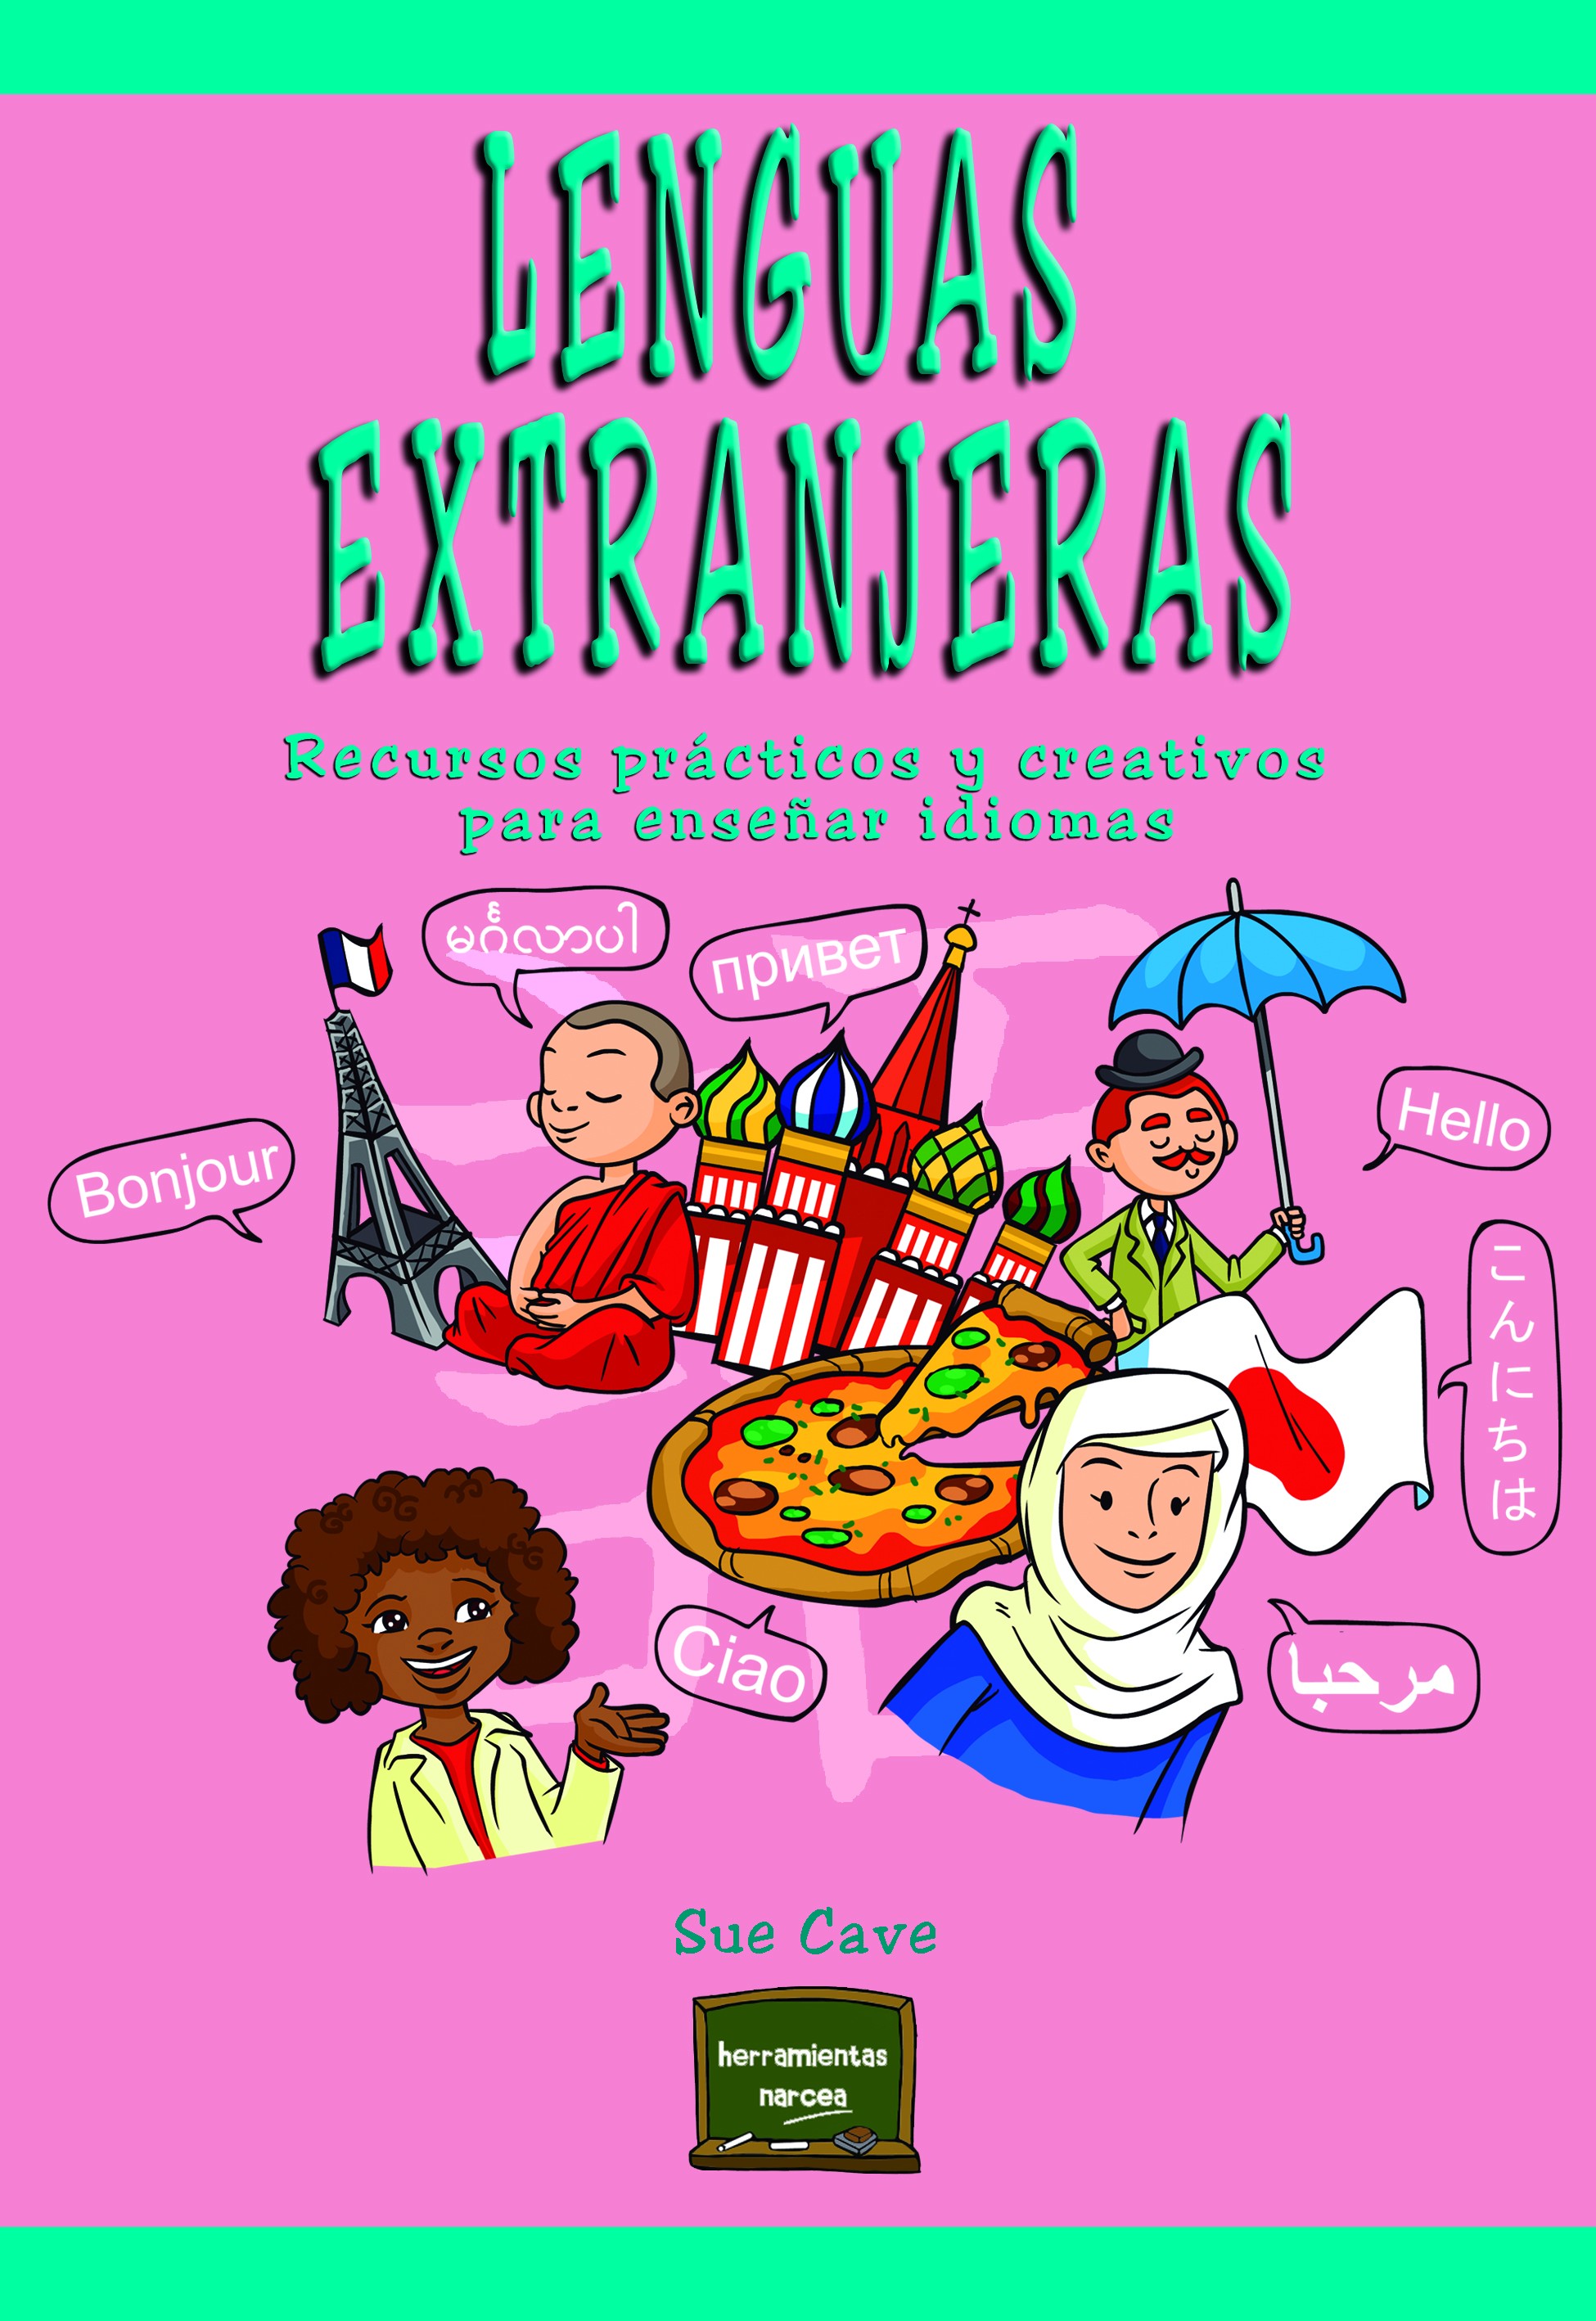 LENGUAS
EXTRANJERAS
Recursos prácticos y creativos
para enseñar idiomas
မင်္ဂလာပါ
привет
Bonjour
Hello
こんにちは
Ciao
مرحبا
Sue Cave
herramientas
narcea